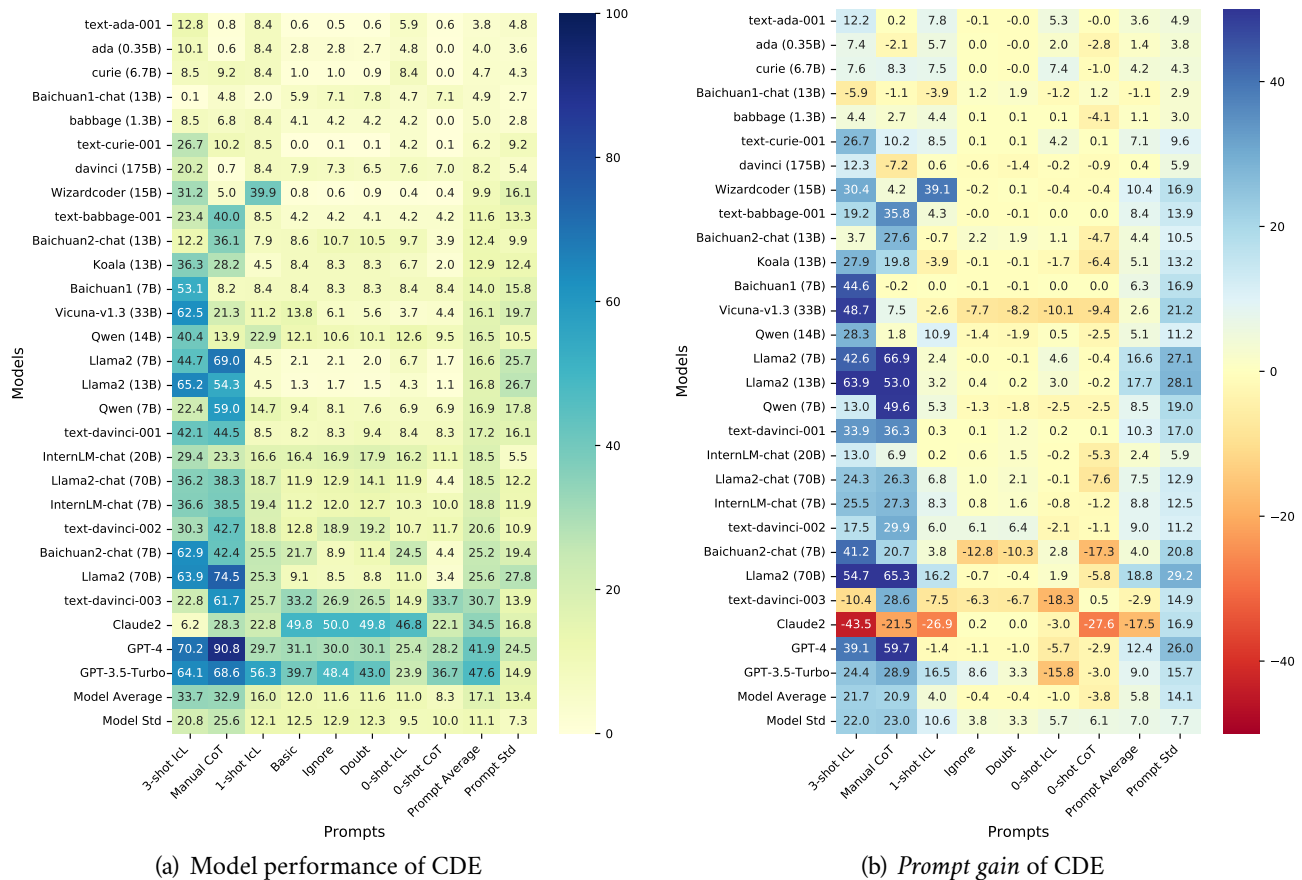 text-ada-001 12.8 0.8 8.4 0.6 0.5 0.6 5.9 0.9 3.8 4.8
ada (0.35B) 10.1 0.6 8.4 2.8 2.8 2.7 4.8 0.0 4.0 3.6
curie (6.7B) 8.5 9.2 8.4 1.0 1.0 0.9 8.4 0.0 4.7 4.3
Baichuan1-chat (13B) 0.1 4.8 2.0 5.9 7.1 7.8 4.7 7.1 4.9 2.7
babbage (1.3B) 8.5 6.8 8.4 4.1 4.2 4.2 4.2 0.0 5.0 2.8
text-curie-001 26.7 10.2 8.5 0.0 0.1 0.1 4.2 0.1 6.2 9.2
davinci (175B) 20.2 0.7 8.4 7.9 7.3 6.5 7.6 7.0 8.2 5.4
Wizardcoder (15B) 31.2 5.0 39.9 0.8 0.6 0.9 0.4 0.4 9.9 16.1
text-babbage-001 23.4 40.0 8.5 4.2 4.2 4.1 4.2 4.2 11.6 13.3
Baichuan2-chat (13B) 12.2 36.1 7.9 8.6 10.7 10.5 9.7 3.9 12.4 9.9
Koala (13B) 36.3 28.2 4.5 8.4 8.3 8.3 6.7 2.0 12.9 12.4
Baichuan1 (7B) 53.1 8.2 8.4 8.4 8.3 8.3 8.4 8.4 14.0 15.8
Vicuna-v1.3 (33B) 62.5 21.3 11.2 13.8 6.1 5.6 3.7 4.4 16.1 19.7
Qwen (14B) 40.4 13.9 22.9 12.1 10.6 10.1 12.6 9.5 16.5 10.5
Llama2 (7B) 44.7 69.0 4.5 2.1 2.1 2.0 6.7 1.7 16.6 25.7
Llama2 (13B) 65.2 54.3 4.5 1.3 1.7 1.5 4.3 1.1 16.8 26.7
Qwen (7B) 22.4 59.0 14.7 9.4 8.1 7.6 6.9 6.9 16.9 17.8
text-davinci-001 42.1 44.5 8.5 8.2 8.3 9.4 8.4 8.3 17.2 16.1
InternLM-chat (20B) 29.4 23.3 16.6 16.4 16.9 17.9 16.2 11.1 18.5 5.5
Llama2-chat (70B) 36.2 38.3 18.7 11.9 12.9 14.1 11.9 4.4 18.5 12.2
InternLM-chat (7B) 36.6 38.5 19.4 11.2 12.0 12.7 10.3 10.0 18.8 11.9
text-davinci-002 30.3 42.7 18.8 12.8 18.9 19.2 10.7 11.7 20.6 10.9
Baichuan2-chat (7B) 62.9 42.4 25.5 21.7 8.9 11.4 24.5 4.4 25.2 19.4
Llama2 (70B) 63.9 74.5 25.3 9.1 8.5 8.8 11.0 3.4 25.6 27.8
text-davinci-003 22.8 61.7 25.7 33.2 26.9 26.5 14.9 33.7 30.7 13.9
Claude2 6.2 28.3 22.8 49.8 50.0 49.8 46.8 22.1 34.5 16.8
GPT-4 70.2 90.8 29.7 31.1 30.0 30.1 25.4 28.2 41.9 24.5
GPT-3.5-Turbo 64.1 68.6 56.3 39.7 48.4 43.0 23.9 36.7 47.6 14.9
Model Average 33.7 32.9 16.0 12.0 11.6 11.6 11.0 8.3 17.1 13.4
Model Std 20.8 25.6 12.1 12.5 12.9 12.3 9.5 10.0 11.1 7.3
3-shot IcL Manual CoT 1-shot IcL Basic Ignore Doubt 0-shot IcL 0-shot CoT Prompt Average Prompt Std
Models
Prompts
100
80
60
40
20
0
(a) Model performance of CDE
text-ada-001 12.2 0.2 7.8 -0.1 -0.0 5.3 -0.0 3.6 4.9
ada (0.35B) 7.4 -2.1 5.7 0.0 -0.0 2.0 -2.8 1.4 3.8
curie (6.7B) 7.6 8.3 7.5 0.0 -0.0 7.4 -1.0 4.2 4.3
Baichuan1-chat (13B) -5.9 -1.1 -3.9 1.2 1.9 -1.2 1.2 -1.1 2.9
babbage (1.3B) 4.4 2.7 4.4 0.1 0.1 0.1 -4.1 1.1 3.0
text-curie-001 26.7 10.2 8.5 0.1 0.1 4.2 0.1 7.1 9.6
davinci (175B) 12.3 -7.2 0.6 -0.6 -1.4 -0.2 -0.9 0.4 5.9
Wizardcoder (15B) 30.4 4.2 39.1 -0.2 0.1 -0.4 -0.4 10.4 16.9
text-babbage-001 19.2 35.8 4.3 -0.0 -0.1 0.0 0.0 8.4 13.9
Baichuan2-chat (13B) 3.7 27.6 -0.7 2.2 1.9 1.1 -4.7 4.4 10.5
Koala (13B) 27.9 19.8 -3.9 -0.1 -0.1 -1.7 -6.4 5.1 13.2
Baichuan1 (7B) 44.6 -0.2 0.0 -0.1 -0.1 0.0 0.0 6.3 16.9
Vicuna-v1.3 (33B) 48.7 7.5 -2.6 -7.7 -8.2 -10.1 -9.4 2.6 21.2
Qwen (14B) 28.3 1.8 10.9 -1.4 -1.9 0.5 -2.5 5.1 11.2
Llama2 (7B) 42.6 66.9 2.4 -0.0 -0.1 4.6 -0.4 16.6 27.1
Llama2 (13B) 63.9 53.0 3.2 0.4 0.2 3.0 -0.2 17.7 28.1
Qwen (7B) 13.0 49.6 5.3 -1.3 -1.8 -2.5 -2.5 8.5 19.0
text-davinci-001 33.9 36.3 0.3 0.1 1.2 0.2 0.1 10.3 17.0
InternLM-chat (20B) 13.0 6.9 0.2 0.6 1.5 -0.2 -5.3 2.4 5.9
Llama2-chat (70B) 24.3 26.3 6.8 1.0 2.1 -0.1 -7.6 7.5 12.9
InternLM-chat (7B) 25.5 27.3 8.3 0.8 1.6 -0.8 -1.2 8.8 12.5
text-davinci-002 17.5 29.9 6.0 6.1 6.4 -2.1 -1.1 9.0 11.2
Baichuan2-chat (7B) 41.2 20.7 3.8 -12.8 -10.3 2.8 -17.3 4.0 20.8
Llama2 (70B) 54.7 65.3 16.2 -0.7 -0.4 1.9 -5.8 18.8 29.2
text-davinci-003 -10.4 28.6 -7.5 -6.3 -6.7 -18.3 0.5 -2.9 14.9
Claude2 -43.5 -21.5 -26.9 0.2 0.0 -3.0 -27.6 -17.5 16.9
GPT-4 39.1 59.7 -1.4 -1.1 -1.0 -5.7 -2.9 12.4 26.0
GPT-3.5-Turbo 24.4 28.9 16.6 8.6 3.3 -15.8 -3.0 9.0 15.7
Model Average 21.7 20.9 4.0 -0.4 -0.4 -1.0 -3.8 5.8 14.1
Model Std 22.0 23.0 10.6 3.8 3.3 5.7 6.1 7.0 7.7
3-shot IcL Manual CoT 1-shot IcL Ignore Doubt 0-shot IcL 0-shot CoT Prompt Average Prompt Std
Models
Prompts
40
20
0
−20
−40
(b) Prompt gain of CDE